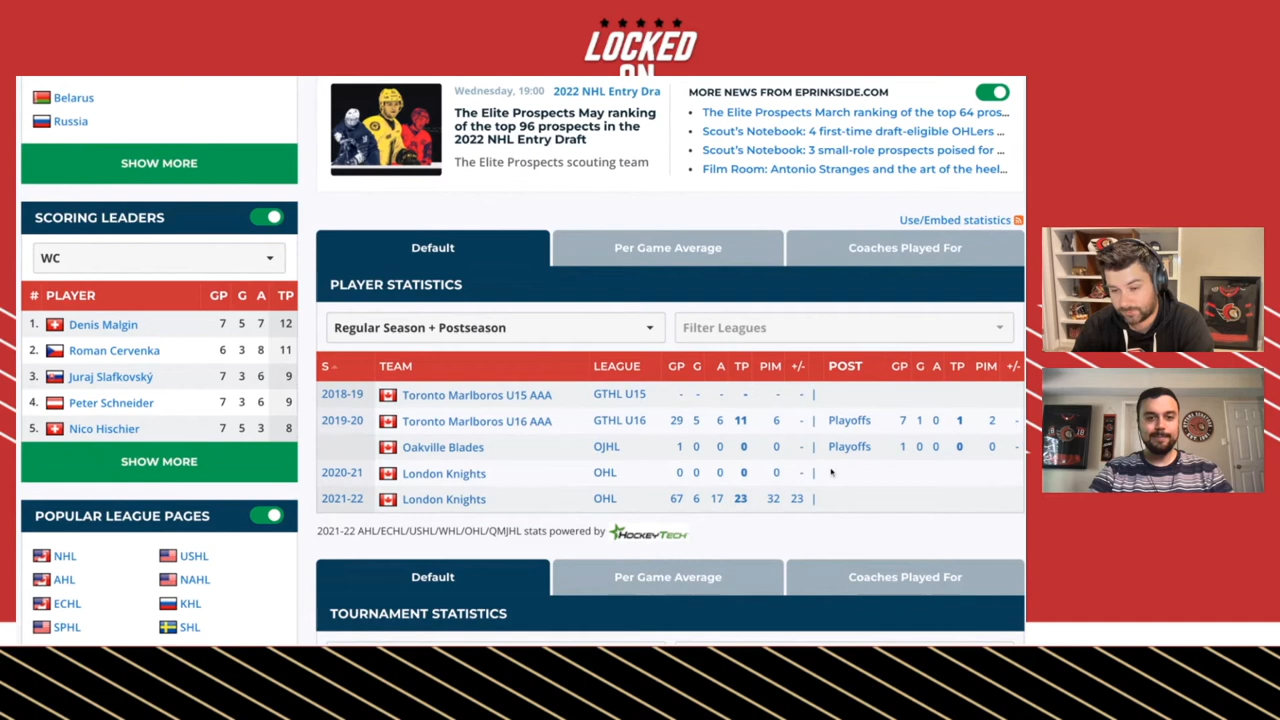 LOCKED
ON
Belarus
Russia
SHOW MORE
SCORING LEADERS
WC
# PLAYER GP G A TP
1. Denis Malgin 7 5 7 12
2. Roman Cervenka 6 3 8 11
3. Juraj Slafkovský 7 3 6 9
4. Peter Schneider 7 3 6 9
5. Nico Hischier 7 5 3 8
SHOW MORE
POPULAR LEAGUE PAGES
NHL USHL
AHL NAHL
ECHL KHL
SPHL SHL
Wednesday, 19:00 2022 NHL Entry Dra
The Elite Prospects May ranking
of the top 96 prospects in the
2022 NHL Entry Draft
The Elite Prospects scouting team
MORE NEWS FROM EPRINKSIDE.COM
• The Elite Prospects March ranking of the top 64 pros...
• Scout's Notebook: 4 first-time draft-eligible OHLers ...
• Scout's Notebook: 3 small-role prospects poised for ...
• Film Room: Antonio Stranges and the art of the heel...
Use/Embed statistics
Default Per Game Average Coaches Played For
PLAYER STATISTICS
Regular Season + Postseason Filter Leagues
S TEAM LEAGUE GP G A TP PIM +/- POST GP G A TP PIM +/-
2018-19 Toronto Marlboros U15 AAA GTHL U15 - - - - - - |
2019-20 Toronto Marlboros U16 AAA GTHL U16 29 5 6 11 6 - | Playoffs 7 1 0 1 2 -
Oakville Blades OJHL 1 0 0 0 0 - | Playoffs 1 0 0 0 0 -
2020-21 London Knights OHL 0 0 0 0 0 - |
2021-22 London Knights OHL 67 6 17 23 32 23 |
2021-22 AHL/ECHL/USHL/WHL/OHL/QMJHL stats powered by HOCKEYTECH
Default Per Game Average Coaches Played For
TOURNAMENT STATISTICS